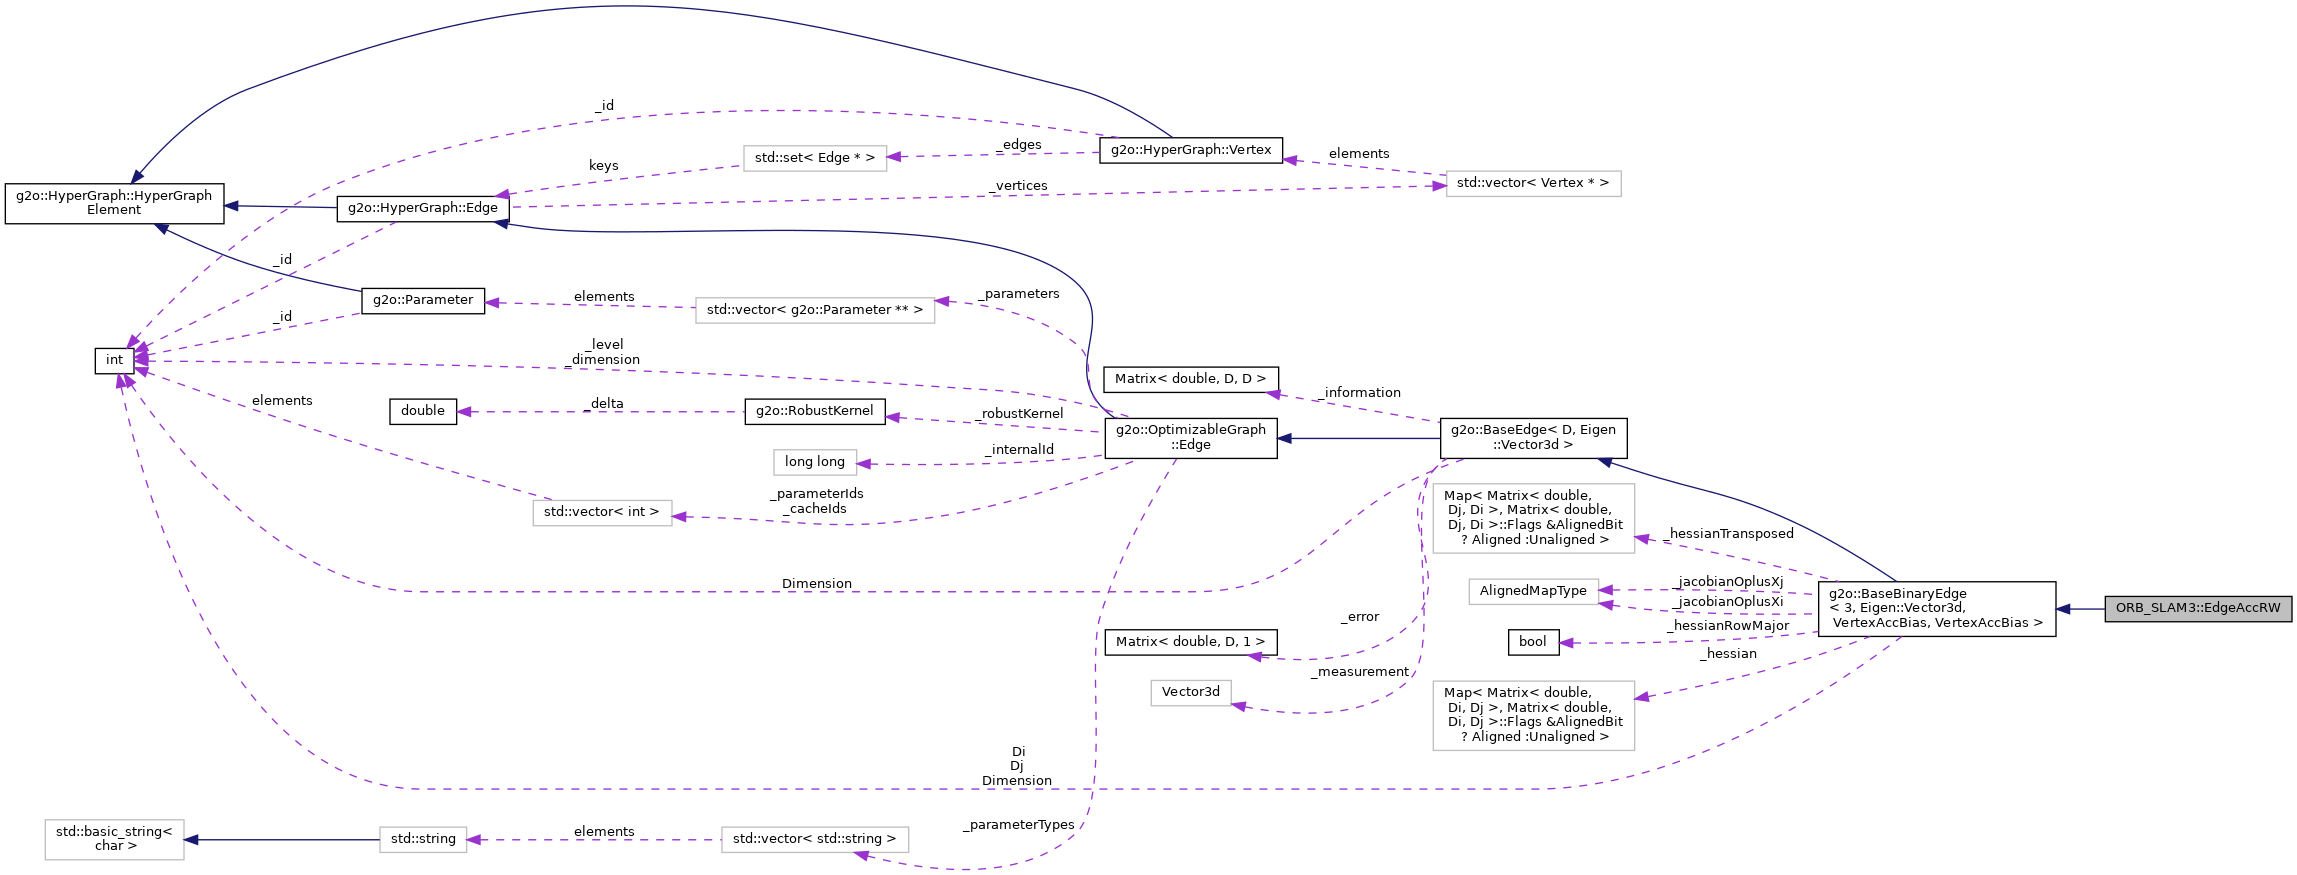 _id
_edges
g2o::HyperGraph::Vertex
elements
std::set< Edge * >
keys
_vertices
std::vector< Vertex * >
g2o::HyperGraph::HyperGraph
Element
g2o::HyperGraph::Edge
_id
g2o::Parameter
elements
std::vector< g2o::Parameter ** >
_parameters
_id
int
_level
_dimension
Matrix< double, D, D >
_information
elements
double
_delta
g2o::RobustKernel
_robustKernel
g2o::OptimizableGraph
::Edge
g2o::BaseEdge< D, Eigen
::Vector3d >
long long
_internalId
std::vector< int >
_parameterIds
_cacheIds
Map< Matrix< double,
Dj, Di >, Matrix< double,
Dj, Di >::Flags &AlignedBit
? Aligned :Unaligned >
_hessianTransposed
Dimension
AlignedMapType
_jacobianOplusXj
_jacobianOplusXi
g2o::BaseBinaryEdge
< 3, Eigen::Vector3d,
VertexAccBias, VertexAccBias >
ORB_SLAM3::EdgeAccRW
_error
Matrix< double, D, 1 >
bool
_hessianRowMajor
_hessian
_measurement
Vector3d
Map< Matrix< double,
Di, Dj >, Matrix< double,
Di, Dj >::Flags &AlignedBit
? Aligned :Unaligned >
Di
Dj
Dimension
std::basic_string<
char >
std::string
elements
std::vector< std::string >
_parameterTypes